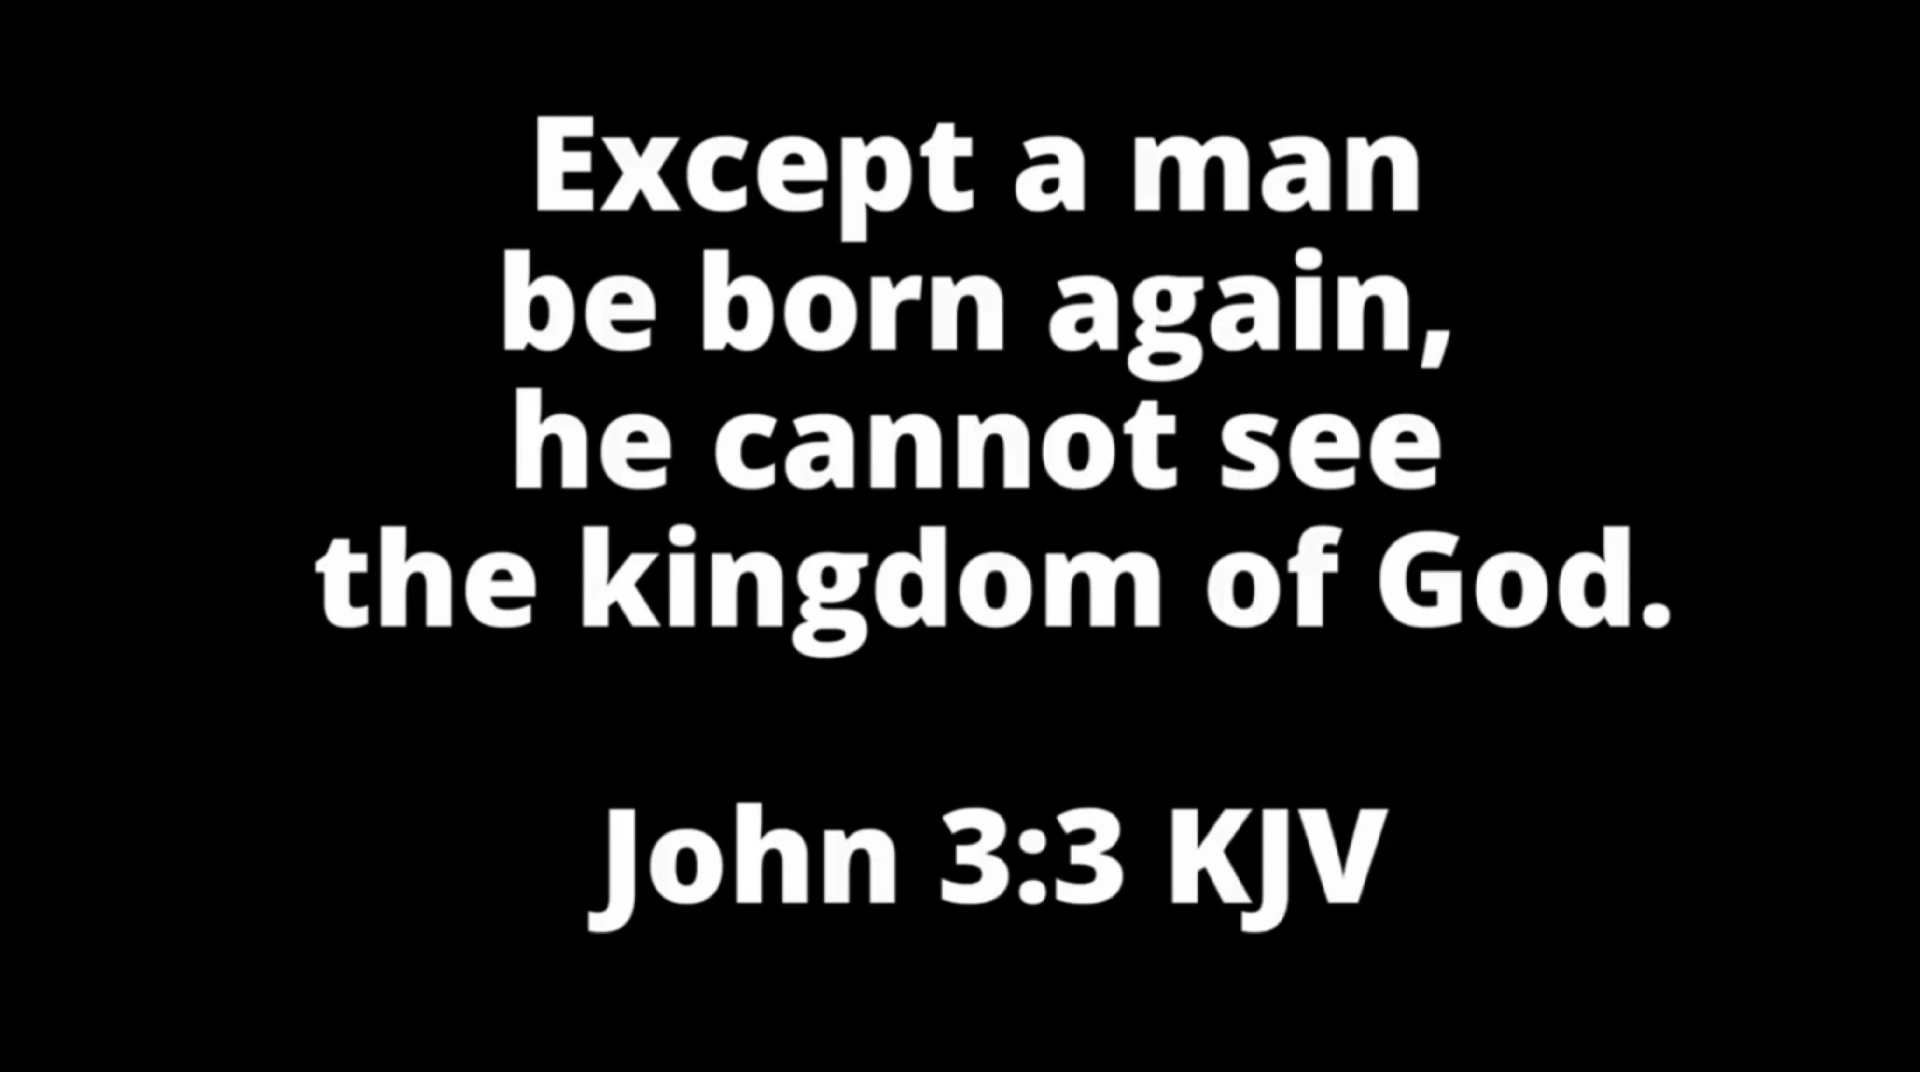 Except a man
be born again,
he cannot see
the kingdom of God.
John 3:3 KJV